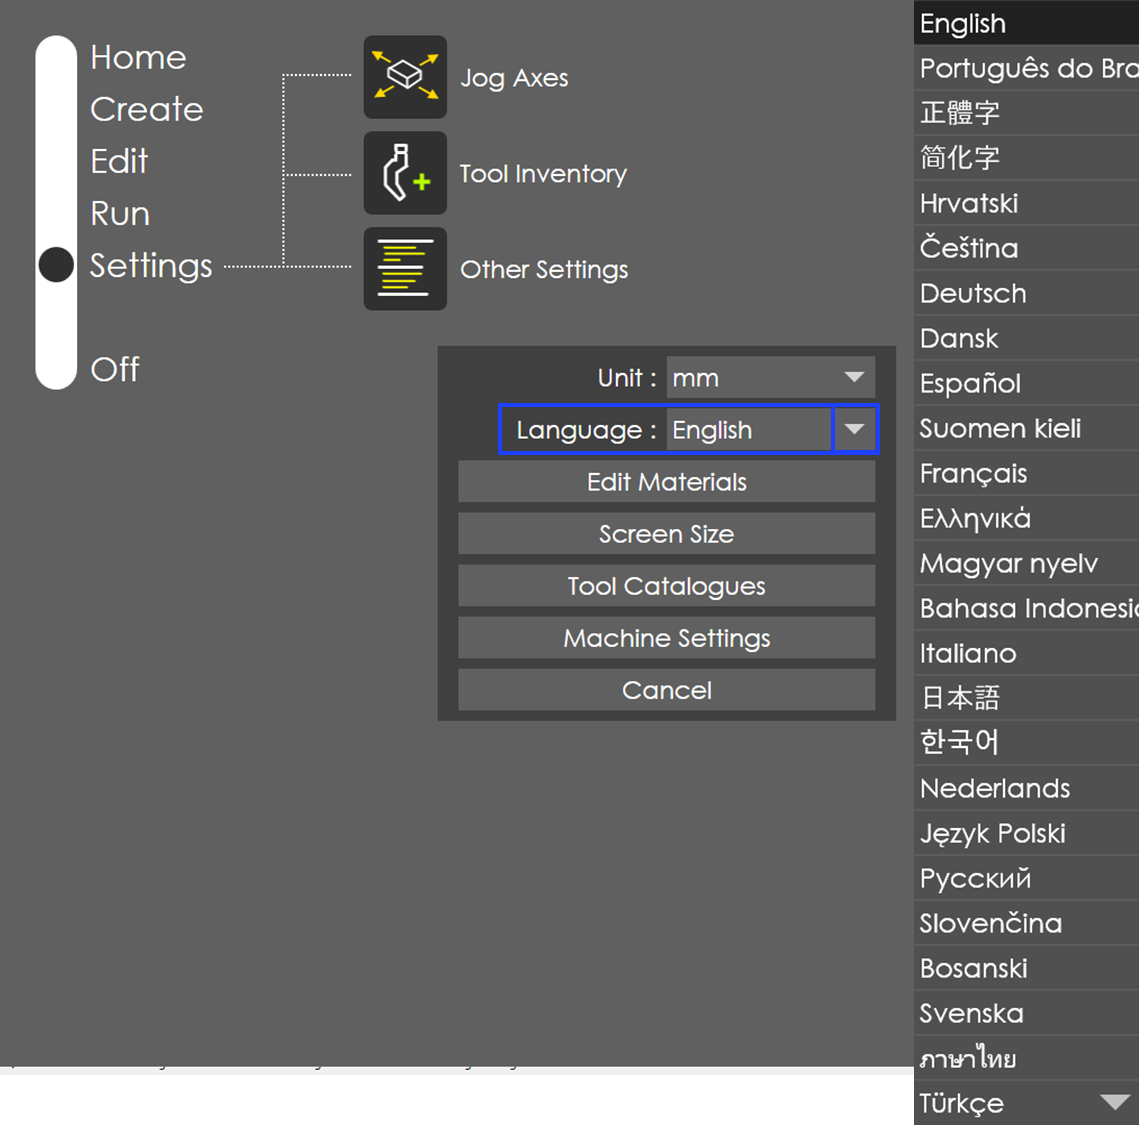 Home
Create
Edit
Run
Settings
Off
Jog Axes
Tool Inventory
Other Settings
Unit : mm
Language : English
Edit Materials
Screen Size
Tool Catalogues
Machine Settings
Cancel
English
Português do Bra
正體字
简化字
Hrvatski
Čeština
Deutsch
Dansk
Español
Suomen kieli
Français
Ελληνικά
Magyar nyelv
Bahasa Indonesia
Italiano
日本語
한국어
Nederlands
Język Polski
Русский
Slovenčina
Bosanski
Svenska
ภาษาไทย
Türkçe